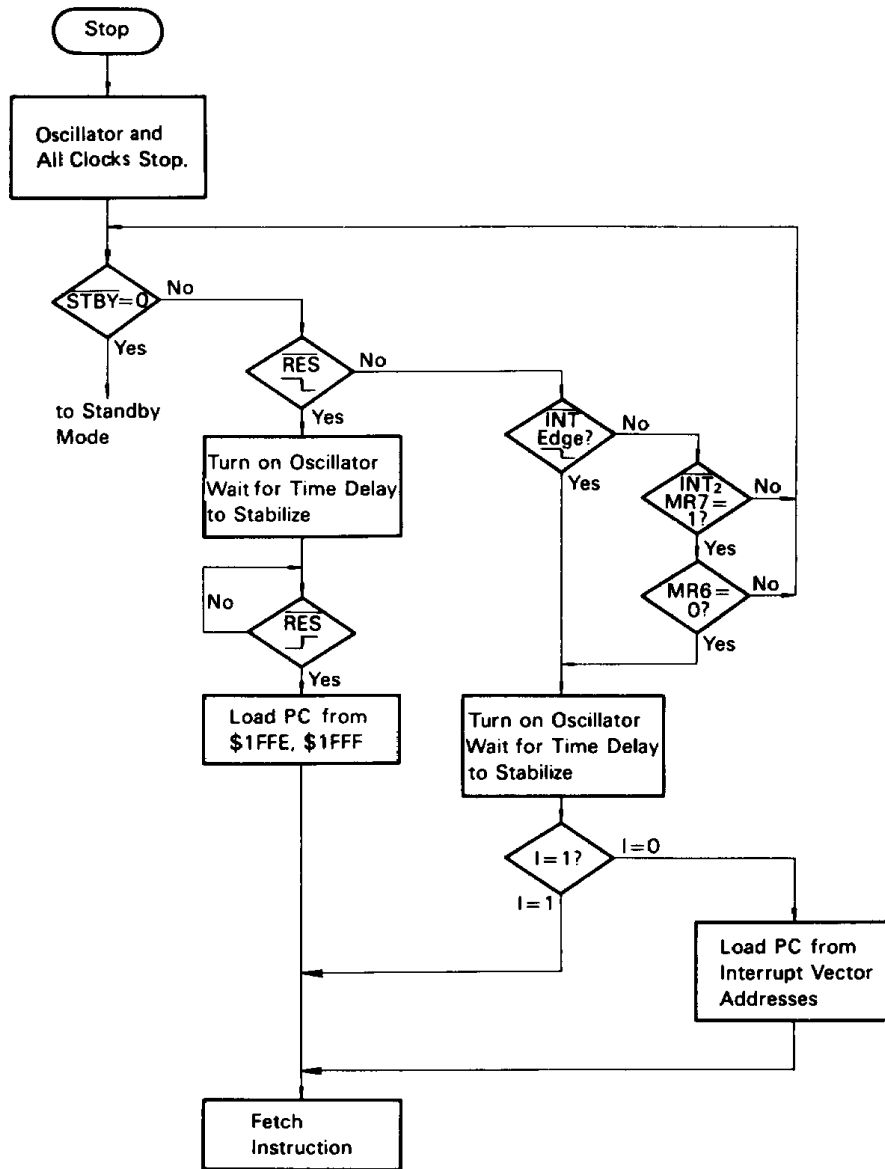 Stop
Oscillator and
All Clocks Stop.
STBY=0
No
Yes
to Standby
Mode
RES
No
Yes
INT
Edge?
No
Yes
Turn on Oscillator
Wait for Time Delay
to Stabilize
INT2
MR7=
1?
No
Yes
MR6=
0?
No
Yes
No
RES
Yes
Load PC from
$1FFE, $1FFF
Turn on Oscillator
Wait for Time Delay
to Stabilize
I=1?
I=0
I=1
Load PC from
Interrupt Vector
Addresses
Fetch
Instruction